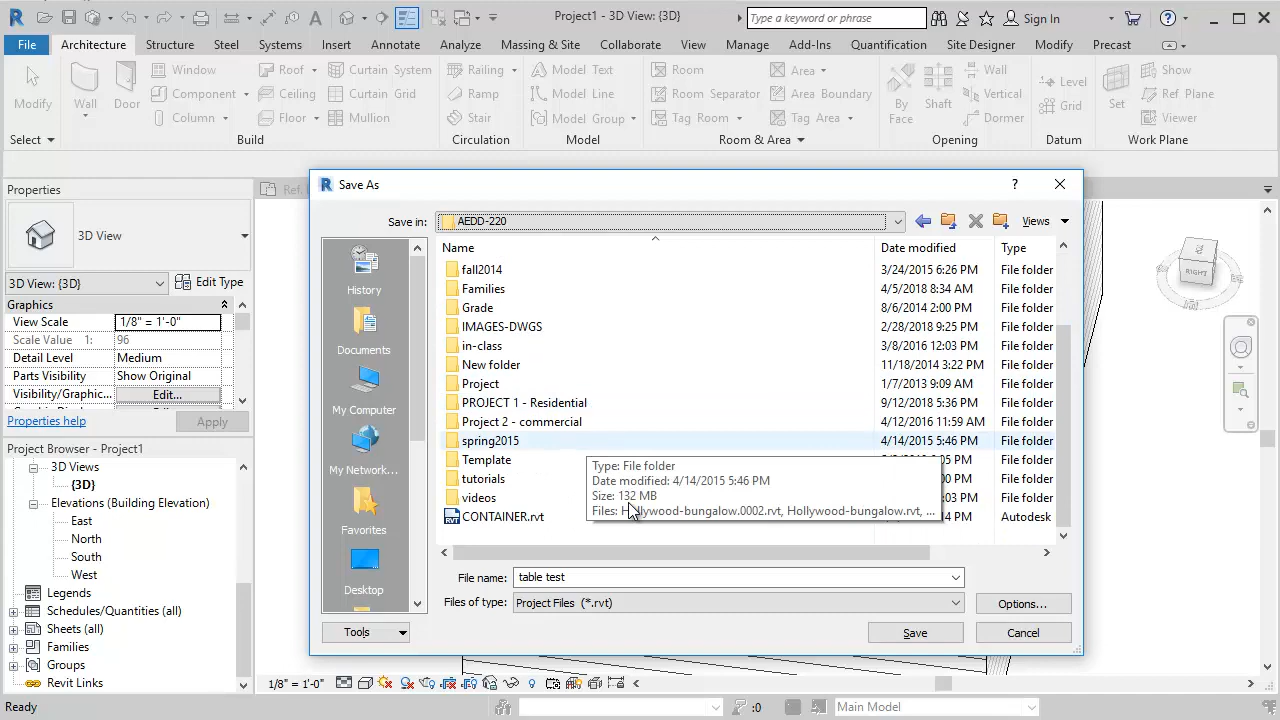 Project1 - 3D View: {3D}
Type a keyword or phrase
Sign In
File
Architecture
Structure
Steel
Systems
Insert
Annotate
Analyze
Massing & Site
Collaborate
View
Manage
Add-Ins
Quantification
Site Designer
Modify
Precast
Modify
Wall
Door
Window
Component
Column
Roof
Ceiling
Floor
Curtain System
Curtain Grid
Mullion
Railing
Ramp
Stair
Model Text
Model Line
Model Group
Room
Room Separator
Tag Room
Area
Area Boundary
Tag Area
By Face
Shaft
Wall
Vertical
Dormer
Level
Grid
Set
Show
Ref Plane
Viewer
Select
Build
Circulation
Model
Room & Area
Opening
Datum
Work Plane
Properties
3D View
3D View: {3D}
Edit Type
Graphics
View Scale 1/8" = 1'-0"
Scale Value 1: 96
Detail Level Medium
Parts Visibility Show Original
Visibility/Graphic... Edit...
Properties help
Apply
Project Browser - Project1
3D Views
{3D}
Elevations (Building Elevation)
East
North
South
West
Legends
Schedules/Quantities (all)
Sheets (all)
Families
Groups
Revit Links
Ref.
Save As
Save in: AEDD-220
Views
History
Documents
My Computer
My Network...
Favorites
Desktop
Name Date modified Type
fall2014 3/24/2015 6:26 PM File folder
Families 4/5/2018 8:34 AM File folder
Grade 8/6/2014 2:00 PM File folder
IMAGES-DWGS 2/28/2018 9:25 PM File folder
in-class 3/8/2016 12:03 PM File folder
New folder 11/18/2014 3:22 PM File folder
Project 1/7/2013 9:09 AM File folder
PROJECT 1 - Residential 9/12/2018 5:36 PM File folder
Project 2 - commercial 4/12/2016 11:59 AM File folder
spring2015 4/14/2015 5:46 PM File folder
Template PM File folder
tutorials PM File folder
videos :03 PM File folder
CONTAINER.rvt PM Autodesk
Type: File folder
Date modified: 4/14/2015 5:46 PM
Size: 132 MB
Files: Hollywood-bungalow.0002.rvt, Hollywood-bungalow.rvt, ...
File name: table test
Files of type: Project Files (*.rvt)
Options...
Tools
Save
Cancel
RIGHT
1/8" = 1'-0"
Ready
:0
Main Model